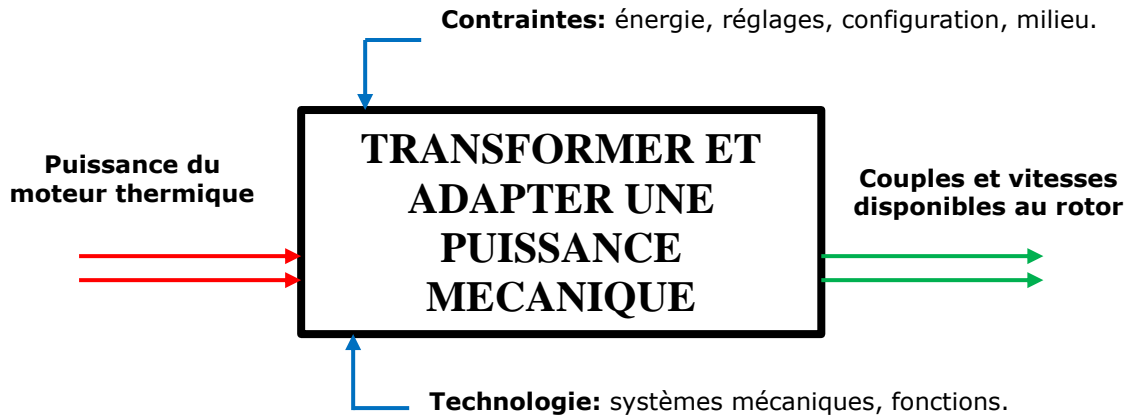 Contraintes: énergie, réglages, configuration, milieu.
Puissance du
moteur thermique
TRANSFORMER ET
ADAPTER UNE
PUISSANCE
MECANIQUE
Couples et vitesses
disponibles au rotor
Technologie: systèmes mécaniques, fonctions.